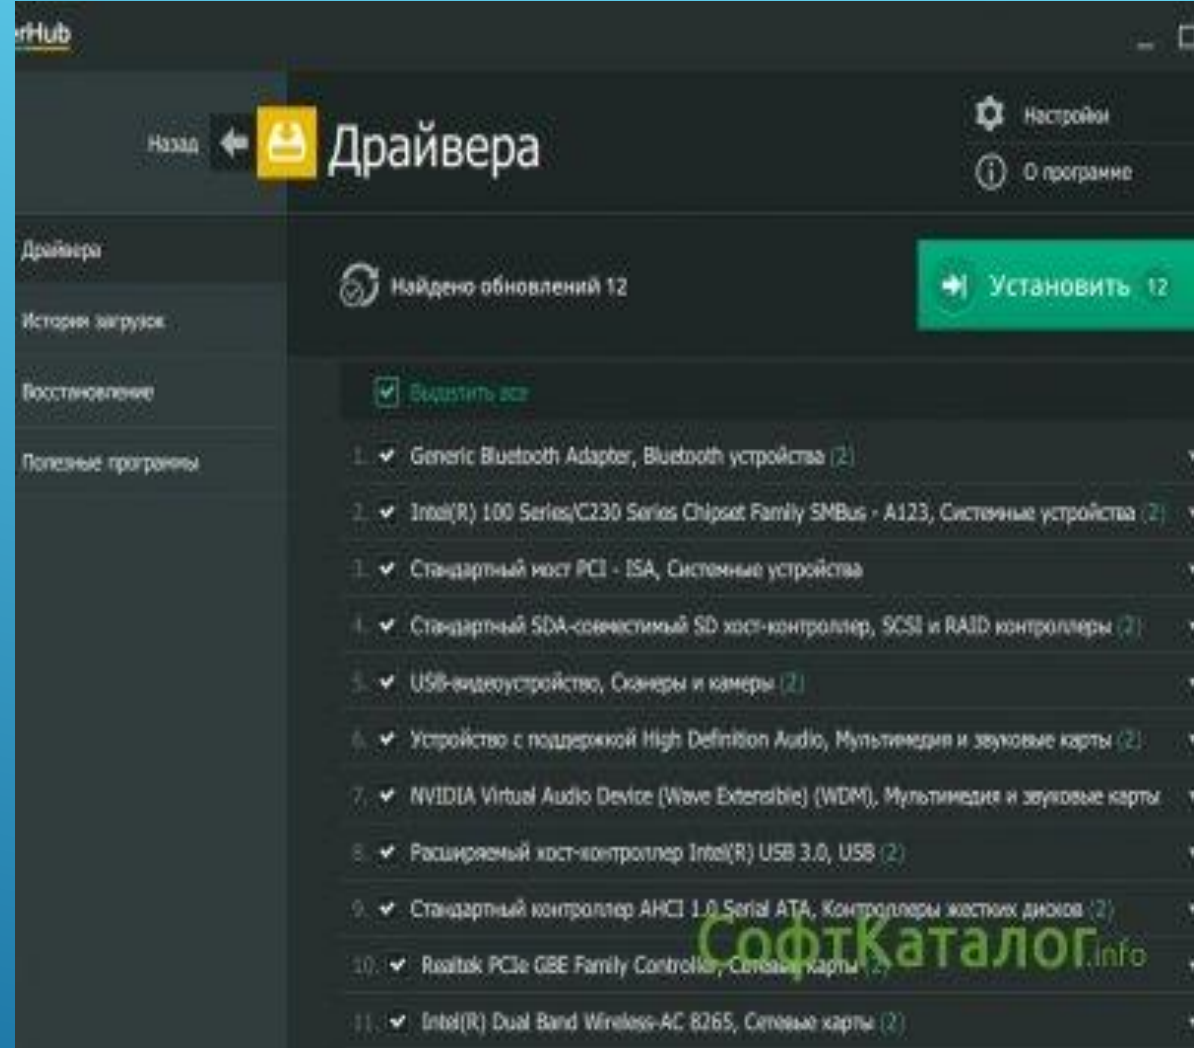 erHub
Назад
Драйвера
Настройки
О программе
Драйвера
История загрузок
Восстановление
Полезные программы
Найдено обновлений 12
Установить 12
Выделить все
1. Generic Bluetooth Adapter, Bluetooth устройства (2)
2. Intel(R) 100 Series/C230 Series Chipset Family SMBus - A123, Системные устройства (2)
3. Стандартный мост PCI - ISA, Системные устройства
4. Стандартный SDA-совместимый SD хост-контроллер, SCSI и RAID контроллеры (2)
5. USB-видеоустройство, Сканеры и камеры (2)
6. Устройство с поддержкой High Definition Audio, Мультимедия и звуковые карты (2)
7. NVIDIA Virtual Audio Device (Wave Extensible) (WDM), Мультимедия и звуковые карты
8. Расширяемый хост-контроллер Intel(R) USB 3.0, USB (2)
9. Стандартный контроллер AHCI 1.0 Serial ATA, Контроллеры жестких дисков (2)
10. Realtek PCIe GBE Family Controller, Сетевые карты (2)
11. Intel(R) Dual Band Wireless-AC 8265, Сетевые карты (2)
СофтКаталог.info